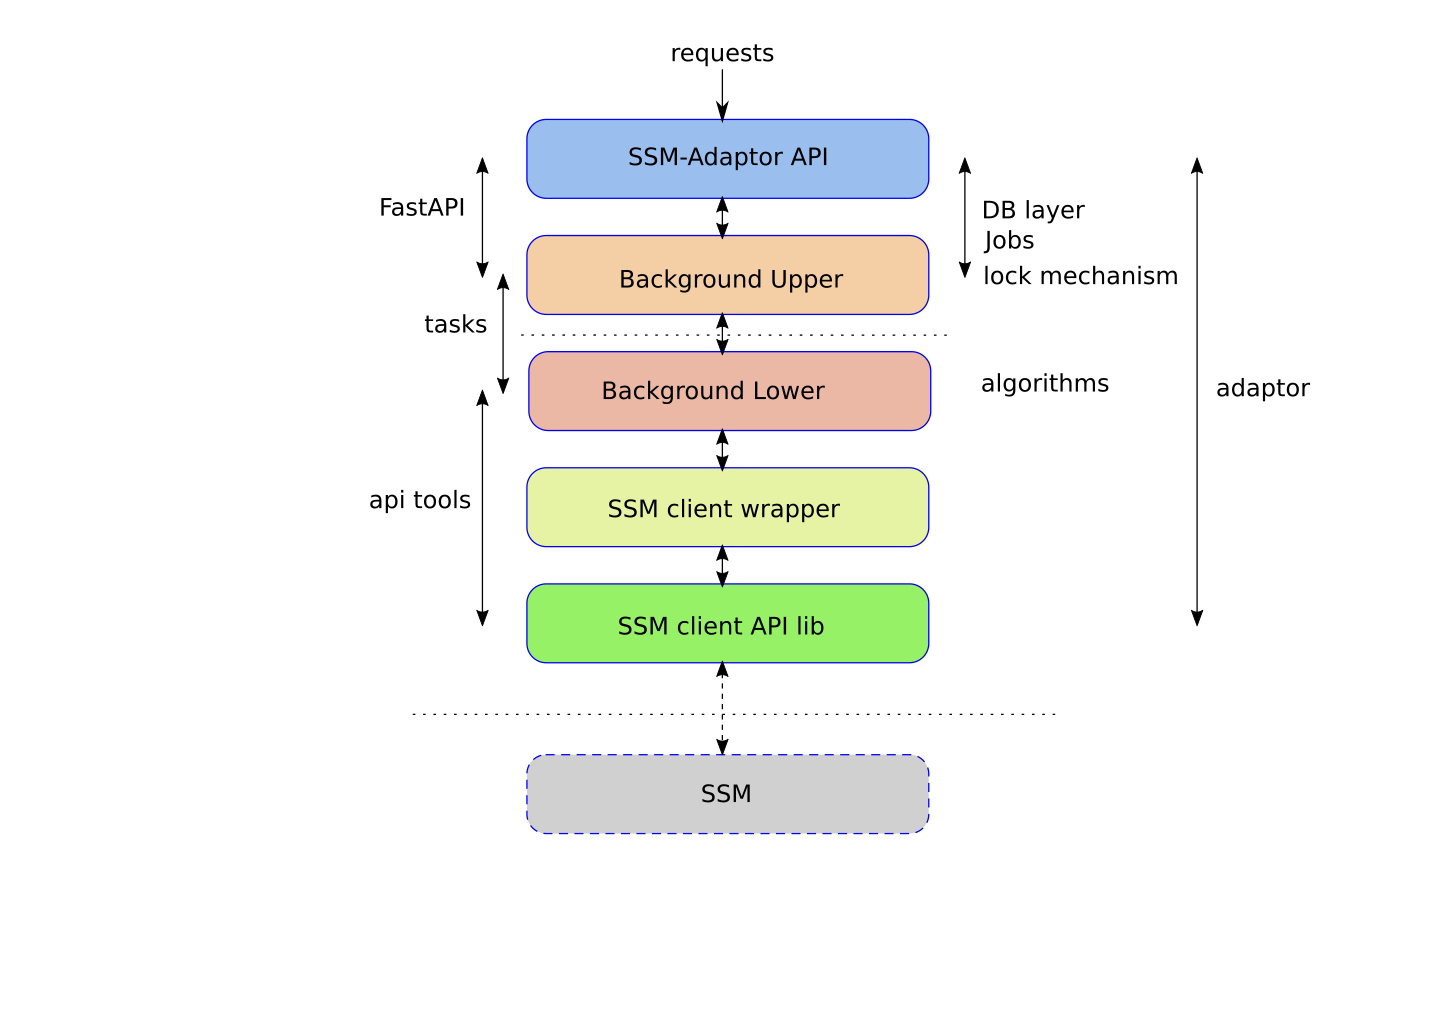 requests
SSM-Adaptor API
FastAPI
DB layer
Jobs
lock mechanism
Background Upper
tasks
Background Lower
algorithms
adaptor
api tools
SSM client wrapper
SSM client API lib
SSM